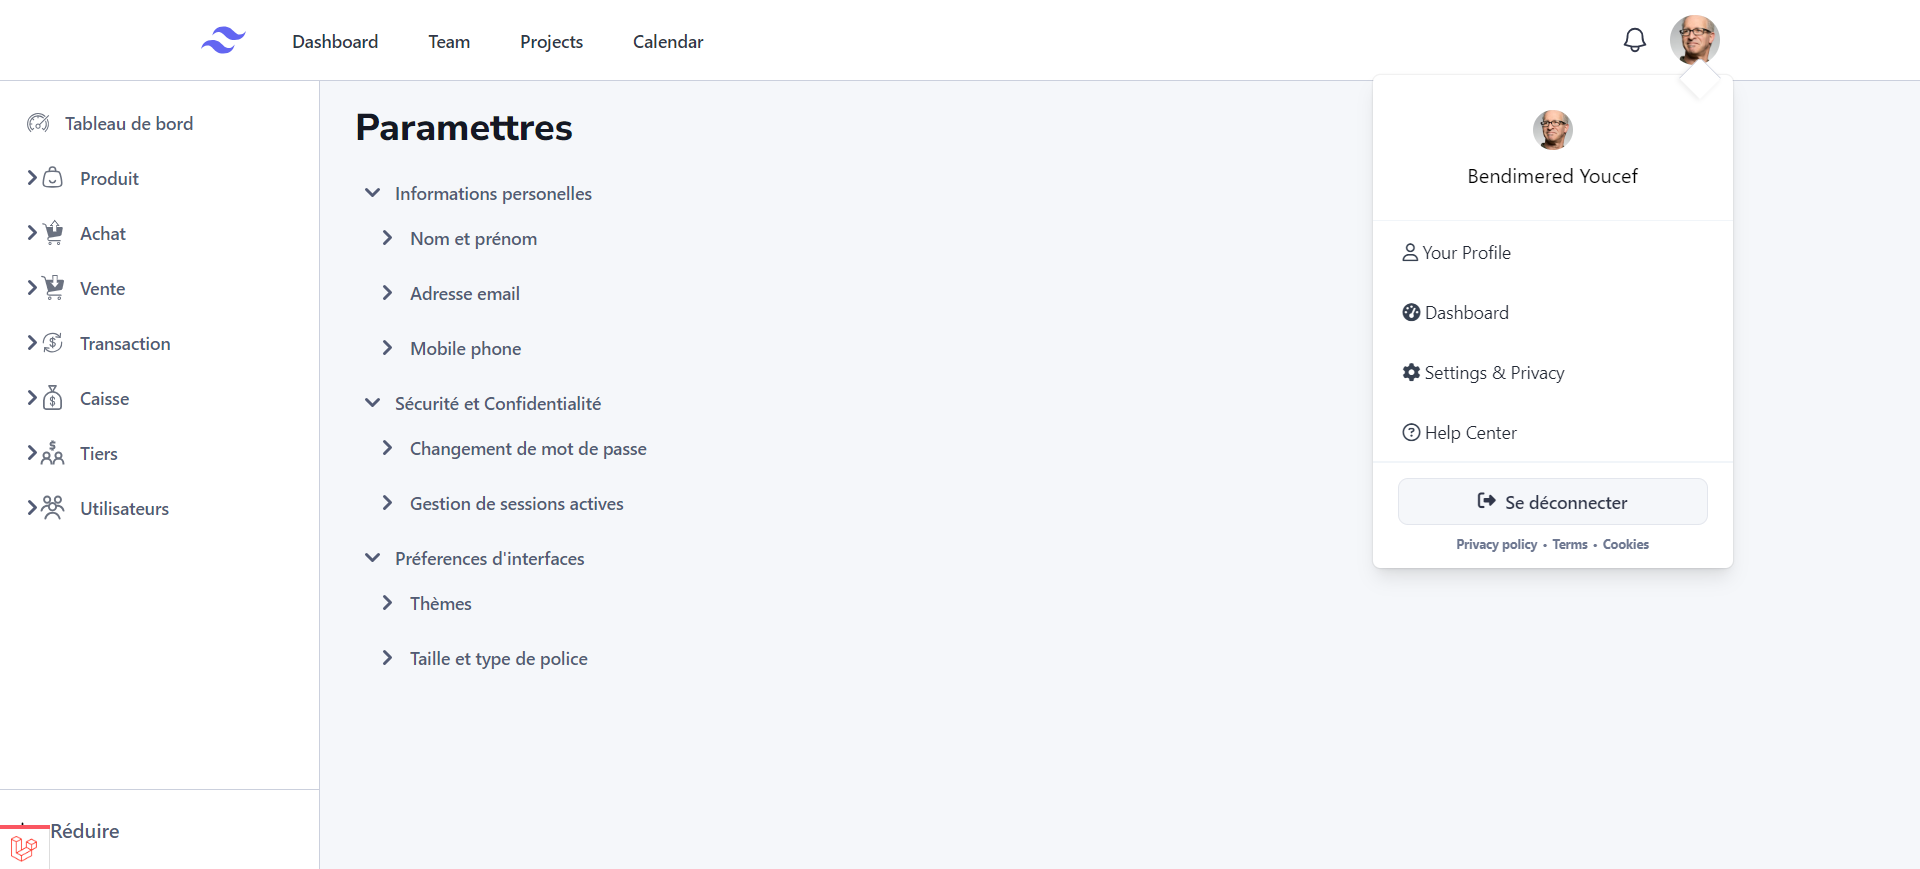 Dashboard Team Projects Calendar
Tableau de bord
Produit
Achat
Vente
Transaction
Caisse
Tiers
Utilisateurs
Réduire
Paramettres
Informations personelles
Nom et prénom
Adresse email
Mobile phone
Sécurité et Confidentialité
Changement de mot de passe
Gestion de sessions actives
Préferences d'interfaces
Thèmes
Taille et type de police
Bendimered Youcef
Your Profile
Dashboard
Settings & Privacy
Help Center
Se déconnecter
Privacy policy • Terms • Cookies